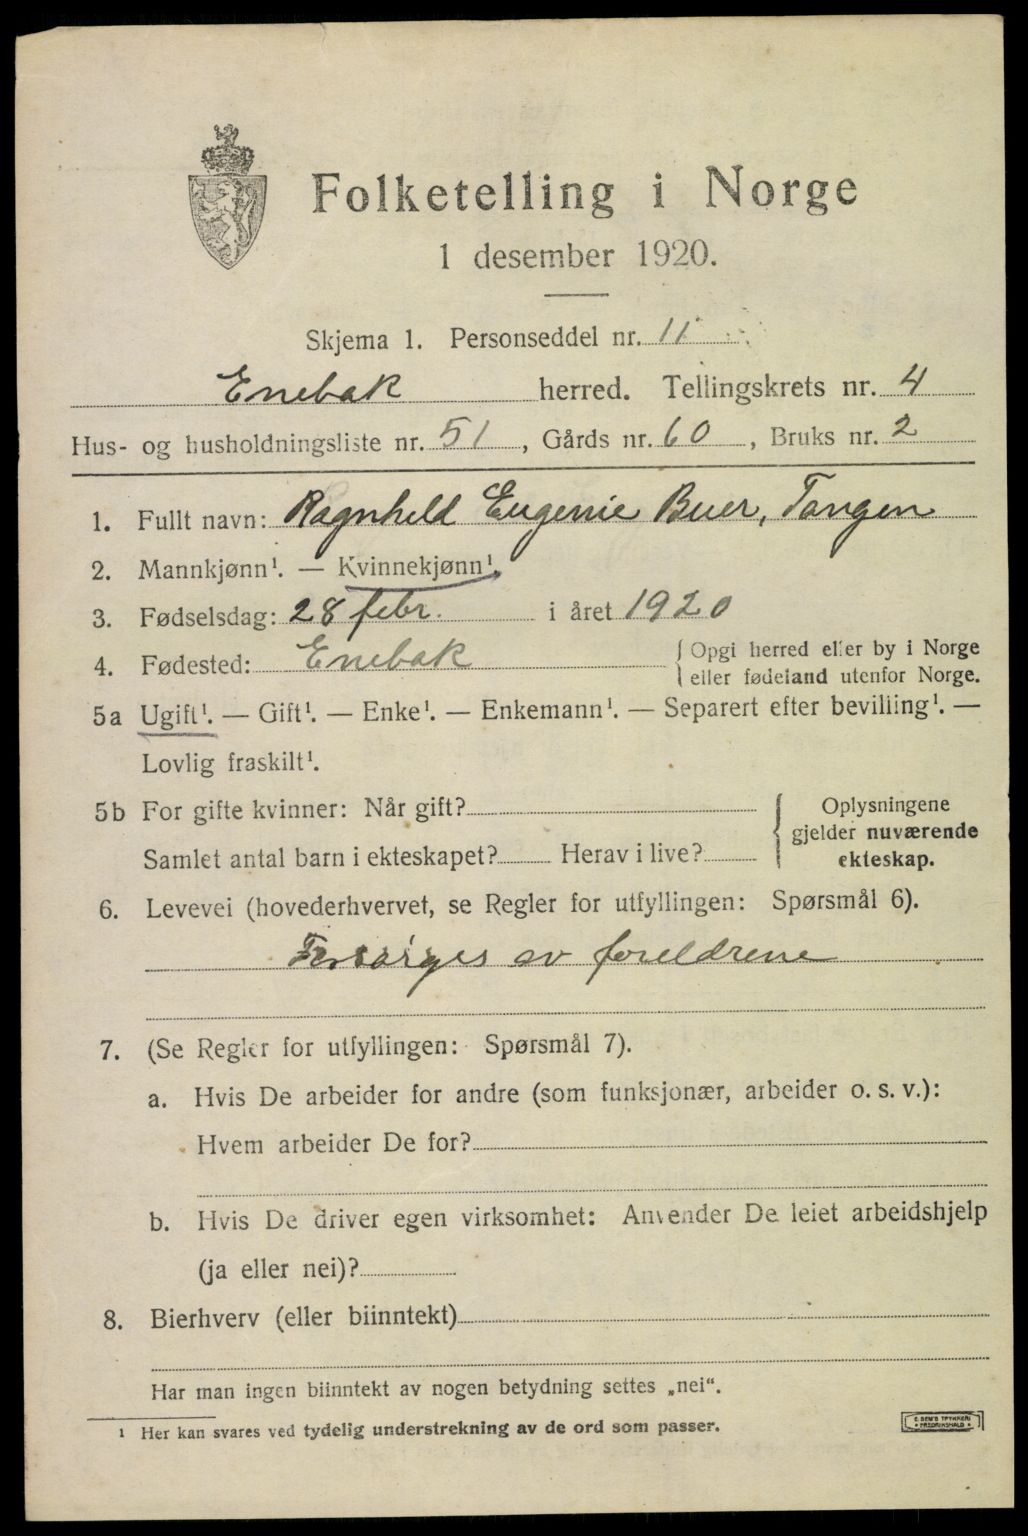 Folketelling i Norge
1 desember 1920.
Skjema 1. Personseddel nr. 11
Enebak herred. Tellingskrets nr. 4
Hus- og husholdningsliste nr. 51, Gårds nr. 60, Bruks nr. 2
1. Fullt navn: Ragnhild Eugenie Buer, Tangen
2. Mannkjønn¹. — Kvinnekjønn¹.
3. Fødselsdag: 28 febr. i året 1920
4. Fødested: Enebak { Opgi herred eller by i Norge
eller fødeland utenfor Norge.
5a Ugift¹. — Gift¹. — Enke¹. — Enkemann¹. — Separert efter bevilling¹. —
Lovlig fraskilt¹.
5b For gifte kvinner: Når gift?
Samlet antal barn i ekteskapet? Herav i live?
{ Oplysningene
gjelder nuværende
ekteskap.
6. Levevei (hovederhvervet, se Regler for utfyllingen: Spørsmål 6).
Forsørges av foreldrene
7. (Se Regler for utfyllingen: Spørsmål 7).
a. Hvis De arbeider for andre (som funksjonær, arbeider o. s. v.):
Hvem arbeider De for?
b. Hvis De driver egen virksomhet: Anvender De leiet arbeidshjelp
(ja eller nei)?
8. Bierhverv (eller biinntekt)
Har man ingen biinntekt av nogen betydning settes „nei“.
¹ Her kan svares ved tydelig understrekning av de ord som passer.
E. SEM'S TRYKKERI
FREDRIKSHALD